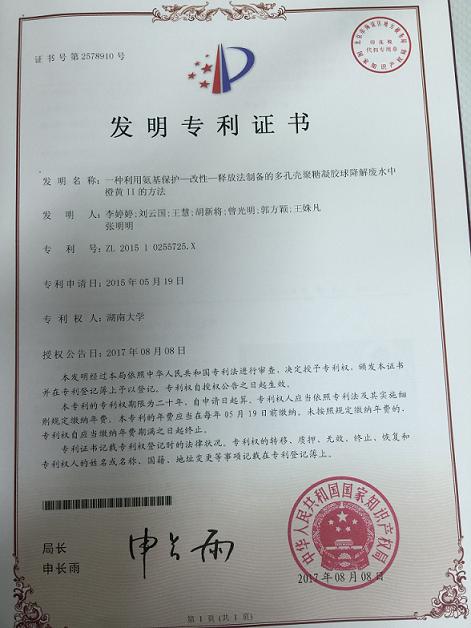 证书号第2578910号
发明专利证书
发明名称：一种利用氨基保护—改性—释放法制备的多孔壳聚糖凝胶球降解废水中
橙黄II的方法
发明人：李婷婷;刘云国;王慧;胡新将;曾光明;郭方颖;王姝凡
张明明
专利号：ZL 2015 1 0255725.X
专利申请日：2015年05月19日
专利权人：湖南大学
授权公告日：2017年08月08日
本发明经过本局依照中华人民共和国专利法进行审查，决定授予专利权，颁发本证书
并在专利登记簿上予以登记。专利权自授权公告之日起生效。
本专利的专利权期限为二十年，自申请日起算。专利权人应当依照专利法及其实施细
则规定缴纳年费。本专利的年费应当在每年05月19日前缴纳。未按照规定缴纳年费的，
专利权自应当缴纳年费期满之日起终止。
专利证书记载专利权登记时的法律状况。专利权的转移、质押、无效、终止、恢复和
专利权人的姓名或名称、国籍、地址变更等事项记载在专利登记簿上。
局长
申长雨
申长雨
中华人民共和国国家知识产权局
2017年08月08日
第1页(共1页)